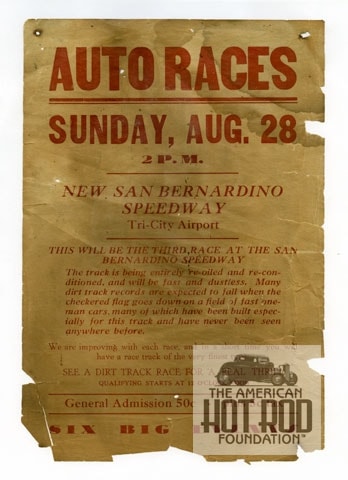 AUTO RACES
SUNDAY, AUG. 28
2 P. M.
NEW SAN BERNARDINO
SPEEDWAY
Tri-City Airport
THIS WILL BE THE THIRD RACE AT THE SAN
BERNARDINO SPEEDWAY
The track is being entirely re-oiled and re-con-
ditioned, and will be fast and dustless. Many
dirt track records are expected to fall when the
checkered flag goes down on a field of fast one-
man cars, many of which have been built espec-
ially for this track and have never been seen
anywhere before.
We are improving with each race, and in a short time you will
have a race track of the very finest
SEE A DIRT TRACK RACE FOR A REAL THRILL
QUALIFYING STARTS AT
General Admission 50c
SIX BIG
THE AMERICAN
HOT ROD
FOUNDATION™